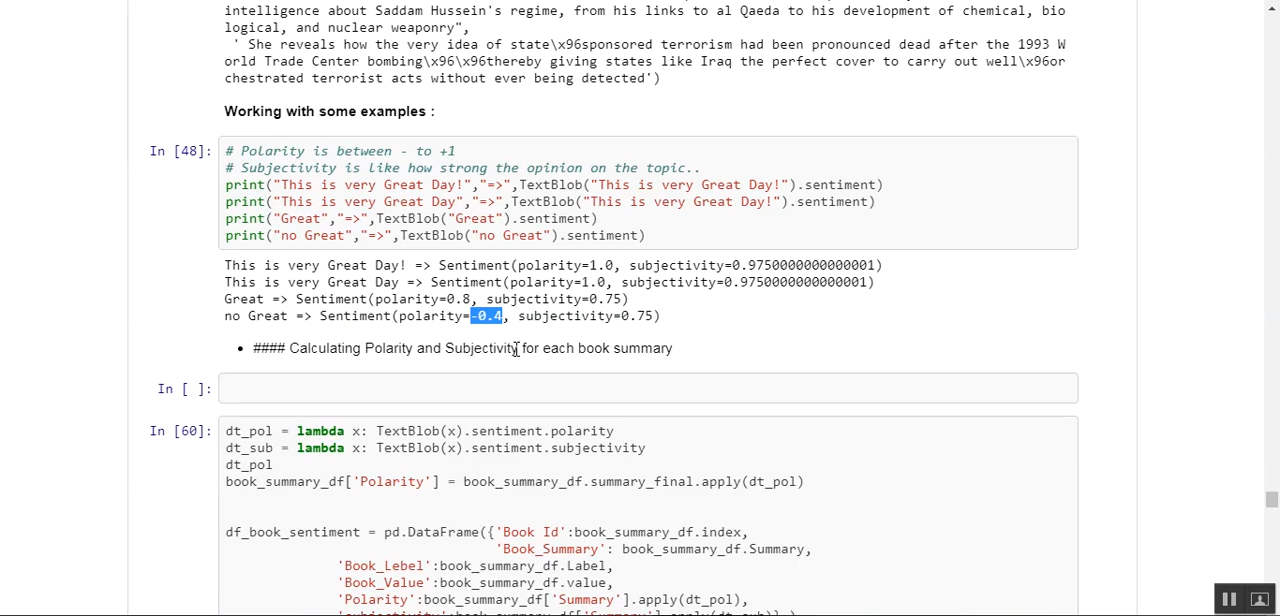 intelligence about Saddam Hussein's regime, from his links to al Qaeda to his development of chemical, bio
logical, and nuclear weaponry",
' She reveals how the very idea of state\x96sponsored terrorism had been pronounced dead after the 1993 W
orld Trade Center bombing\x96\x96thereby giving states like Iraq the perfect cover to carry out well\x96or
chestrated terrorist acts without ever being detected')
Working with some examples :
In [48]: # Polarity is between - to +1
# Subjectivity is like how strong the opinion on the topic..
print("This is very Great Day!","=>",TextBlob("This is very Great Day!").sentiment)
print("This is very Great Day","=>",TextBlob("This is very Great Day!").sentiment)
print("Great","=>",TextBlob("Great").sentiment)
print("no Great","=>",TextBlob("no Great").sentiment)
This is very Great Day! => Sentiment(polarity=1.0, subjectivity=0.9750000000000001)
This is very Great Day => Sentiment(polarity=1.0, subjectivity=0.9750000000000001)
Great => Sentiment(polarity=0.8, subjectivity=0.75)
no Great => Sentiment(polarity=-0.4, subjectivity=0.75)
• #### Calculating Polarity and Subjectivity for each book summary
In [ ]:
In [60]: dt_pol = lambda x: TextBlob(x).sentiment.polarity
dt_sub = lambda x: TextBlob(x).sentiment.subjectivity
dt_pol
book_summary_df['Polarity'] = book_summary_df.summary_final.apply(dt_pol)
df_book_sentiment = pd.DataFrame({'Book Id':book_summary_df.index,
'Book_Summary': book_summary_df.Summary,
'Book_Lebel':book_summary_df.Label,
'Book_Value':book_summary_df.value,
'Polarity':book_summary_df['Summary'].apply(dt_pol),